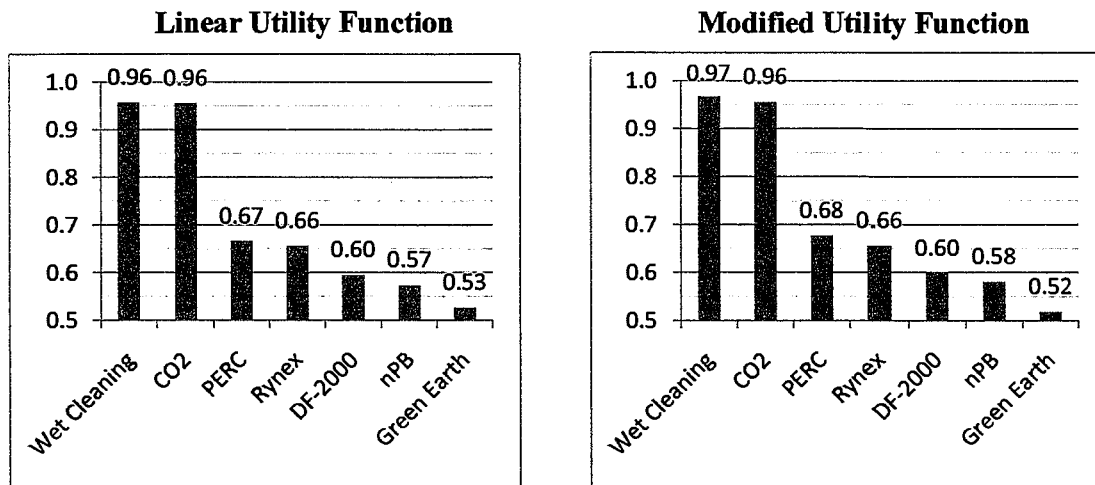 Linear Utility Function
1.0
0.9
0.8
0.7
0.6
0.5
0.96 0.96
0.67 0.66
0.60
0.57
0.53
Wet Cleaning
CO2
PERC
Rynex
DF-2000
nPB
Green Earth
Modified Utility Function
1.0
0.9
0.8
0.7
0.6
0.5
0.97 0.96
0.68
0.66
0.60
0.58
0.52
Wet Cleaning
CO2
PERC
Rynex
DF-2000
nPB
Green Earth